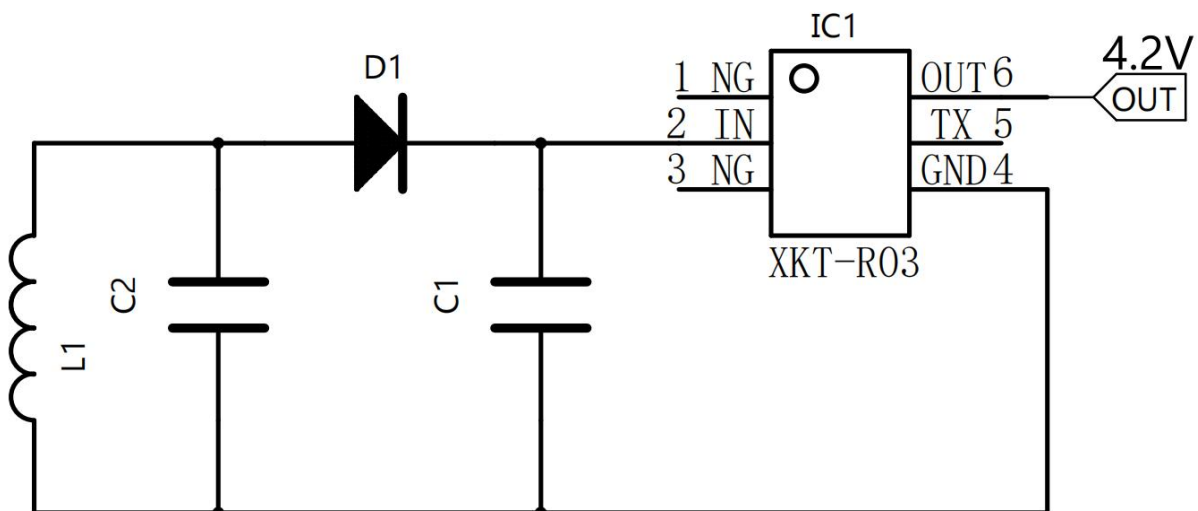 IC1
D1
4.2V
1 NG
OUT 6
OUT
2 IN
TX 5
3 NG
GND 4
XKT-R03
C2
C1
L1